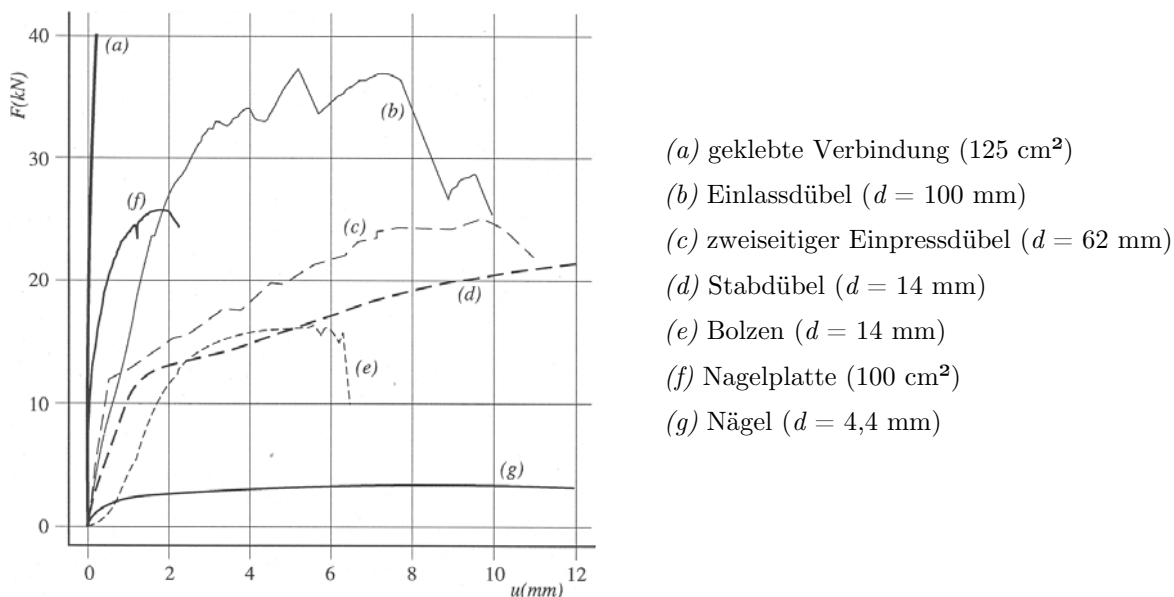 40
(a)
F(kN)
(b)
30
(f)
(c)
20
(d)
10
(e)
(g)
0
0 2 4 6 8 10 12
u(mm)
(a) geklebte Verbindung (125 cm²)
(b) Einlassdübel (d = 100 mm)
(c) zweiseitiger Einpressdübel (d = 62 mm)
(d) Stabdübel (d = 14 mm)
(e) Bolzen (d = 14 mm)
(f) Nagelplatte (100 cm²)
(g) Nägel (d = 4,4 mm)